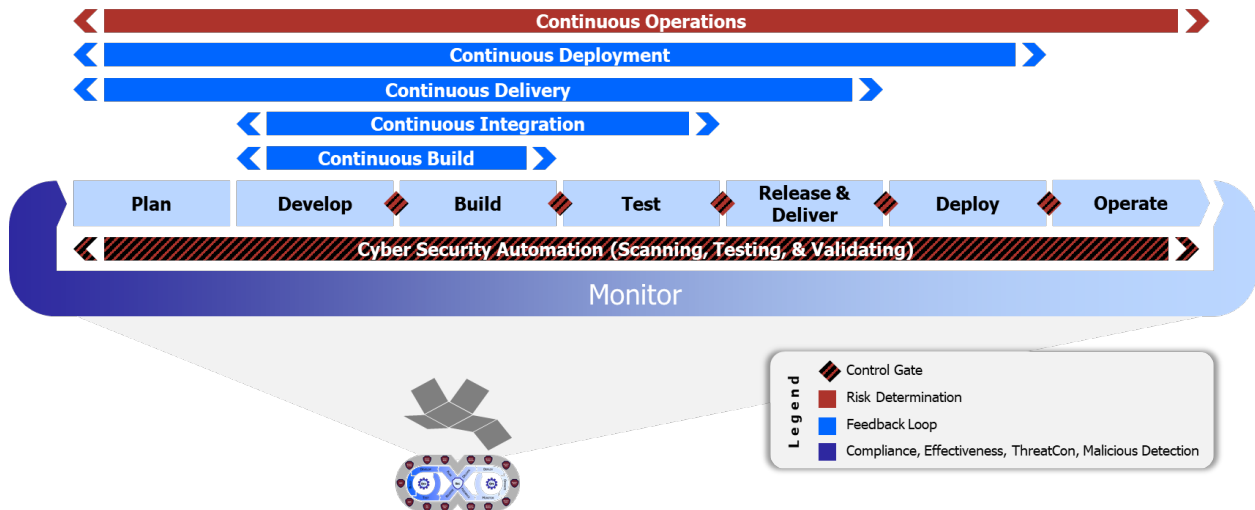 Continuous Operations
Continuous Deployment
Continuous Delivery
Continuous Integration
Continuous Build
Plan
Develop
Build
Test
Release &
Deliver
Deploy
Operate
Cyber Security Automation (Scanning, Testing, & Validating)
Monitor
Legend
Control Gate
Risk Determination
Feedback Loop
Compliance, Effectiveness, ThreatCon, Malicious Detection